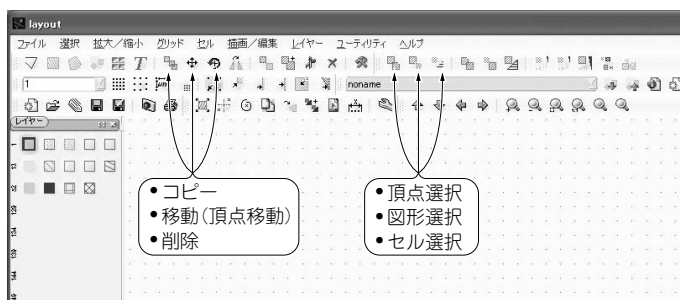 layout
ファイル 選択 拡大／縮小 グリッド セル 描画／編集 レイヤー ユーティリティ ヘルプ
1
noname
レイヤー
• コピー
• 移動(頂点移動)
• 削除
• 頂点選択
• 図形選択
• セル選択